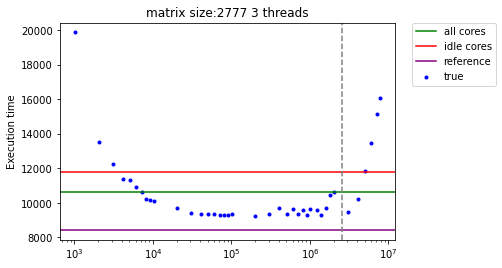 matrix size:2777 3 threads
Execution time
20000
18000
16000
14000
12000
10000
8000
10³
10⁴
10⁵
10⁶
10⁷
all cores
idle cores
reference
true